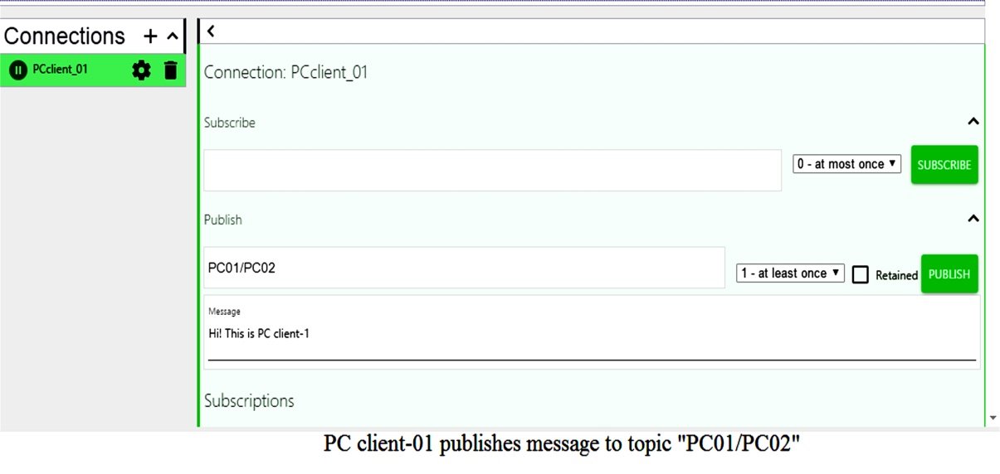 Connections
PCclient_01
Connection: PCclient_01
Subscribe
0 - at most once
SUBSCRIBE
Publish
PC01/PC02
1 - at least once
Retained
PUBLISH
Message
Hi! This is PC client-1
Subscriptions
PC client-01 publishes message to topic "PC01/PC02"